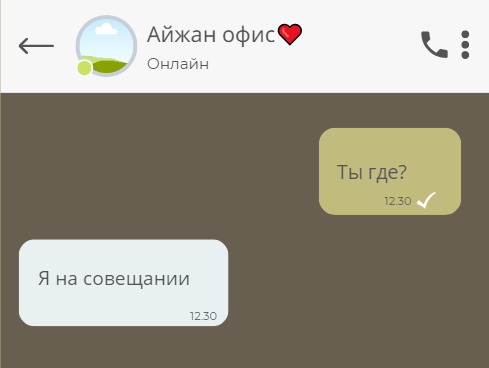 Айжан офис❤️
Онлайн
Ты где?
12.30
Я на совещании
12.30